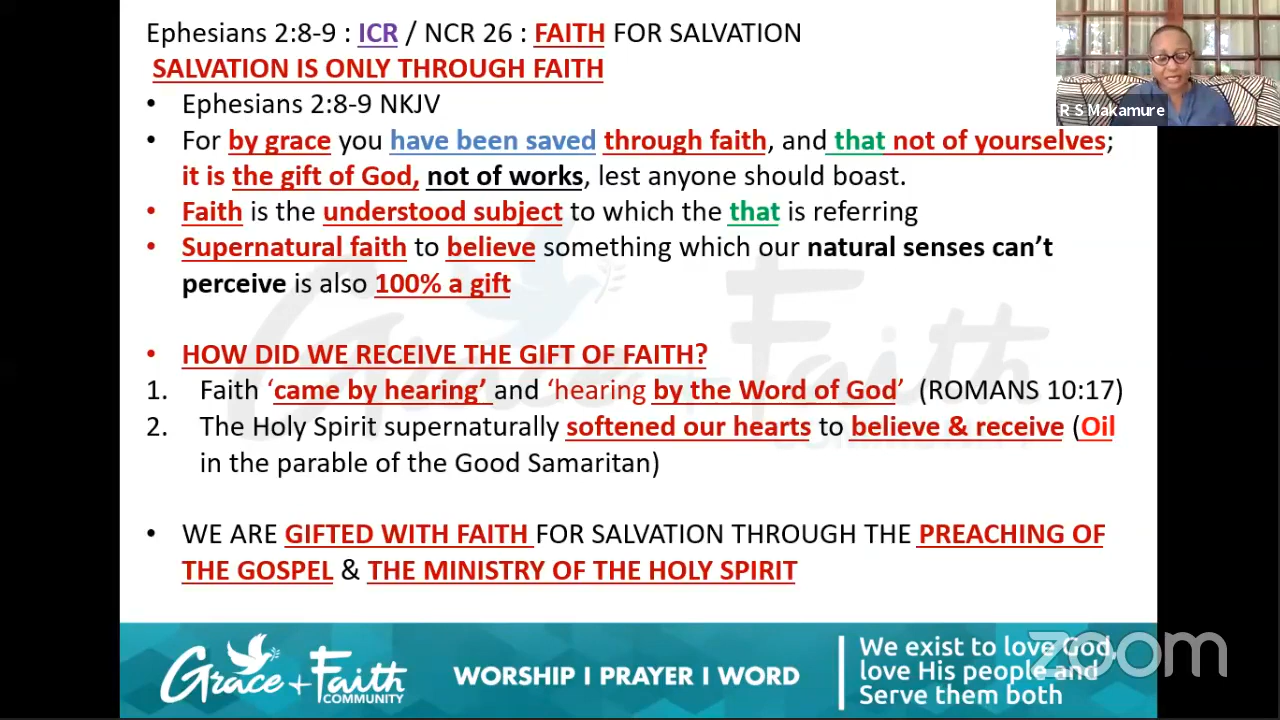 Ephesians 2:8-9 : ICR / NCR 26 : FAITH FOR SALVATION
SALVATION IS ONLY THROUGH FAITH
• Ephesians 2:8-9 NKJV
• For by grace you have been saved through faith, and that not of yourselves;
it is the gift of God, not of works, lest anyone should boast.
• Faith is the understood subject to which the that is referring
• Supernatural faith to believe something which our natural senses can’t
perceive is also 100% a gift
• HOW DID WE RECEIVE THE GIFT OF FAITH?
1. Faith ‘came by hearing’ and ‘hearing by the Word of God’ (ROMANS 10:17)
2. The Holy Spirit supernaturally softened our hearts to believe & receive (Oil
in the parable of the Good Samaritan)
• WE ARE GIFTED WITH FAITH FOR SALVATION THROUGH THE PREACHING OF
THE GOSPEL & THE MINISTRY OF THE HOLY SPIRIT
R S Makamure
Grace + Faith
COMMUNITY
WORSHIP I PRAYER I WORD
We exist to love God,
love His people and
Serve them both
zoom
Grace + Faith
COMMUNITY